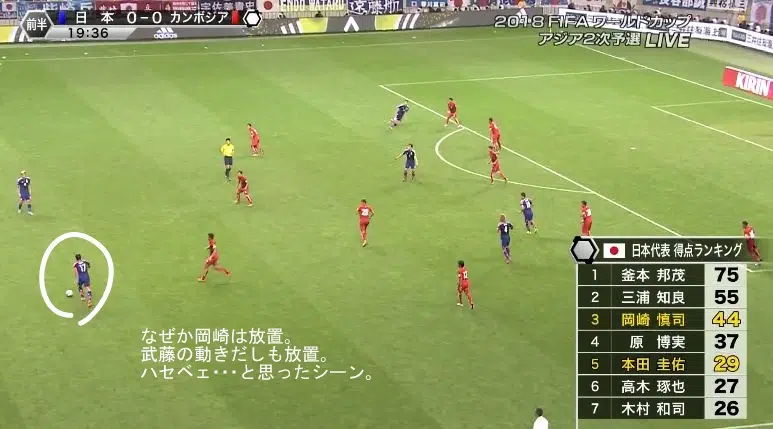 ENDO WATARU
遠藤
前半 日本 0-0 カンボジア
19:36
adidas
2018 FIFAワールドカップ
アジア2次予選 LIVE
KIRIN
17
なぜか岡崎は放置。
武藤の動きだしも放置。
ハセベェ・・・と思ったシーン。
日本代表 得点ランキング
1 釜本 邦茂 75
2 三浦 知良 55
3 岡崎 慎司 44
4 原 博実 37
5 本田 圭佑 29
6 高木 琢也 27
7 木村 和司 26